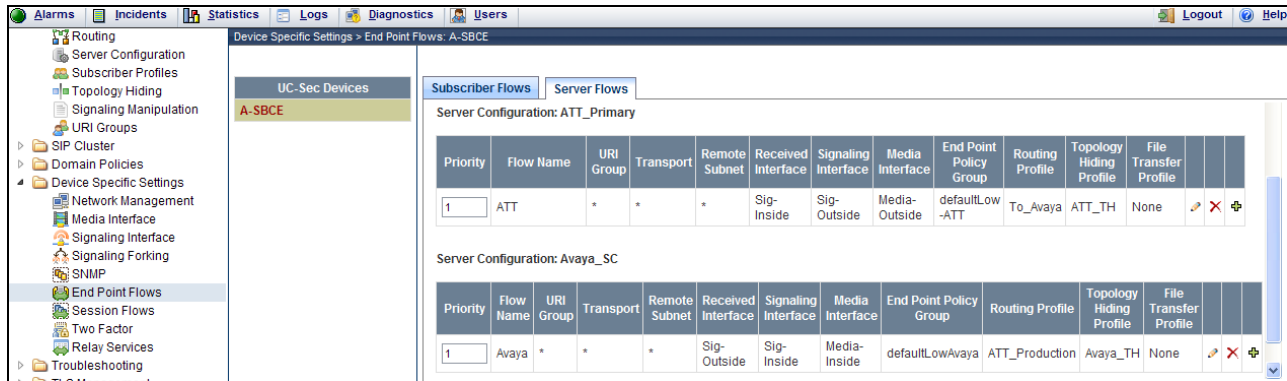 Alarms Incidents Statistics Logs Diagnostics Users Logout Help
Routing
Server Configuration
Subscriber Profiles
Topology Hiding
Signaling Manipulation
URI Groups
SIP Cluster
Domain Policies
Device Specific Settings
Network Management
Media Interface
Signaling Interface
Signaling Forking
SNMP
End Point Flows
Session Flows
Two Factor
Relay Services
Troubleshooting
Device Specific Settings > End Point Flows: A-SBCE
UC-Sec Devices
A-SBCE
Subscriber Flows Server Flows
Server Configuration: ATT_Primary
Priority Flow Name URI Group Transport Remote Subnet Received Interface Signaling Interface Media Interface End Point Policy Group Routing Profile Topology Hiding Profile File Transfer Profile
1 ATT * * * Sig-Inside Sig-Outside Media-Outside defaultLow-ATT To_Avaya ATT_TH None
Server Configuration: Avaya_SC
Priority Flow Name URI Group Transport Remote Subnet Received Interface Signaling Interface Media Interface End Point Policy Group Routing Profile Topology Hiding Profile File Transfer Profile
1 Avaya * * * Sig-Outside Sig-Inside Media-Inside defaultLowAvaya ATT_Production Avaya_TH None